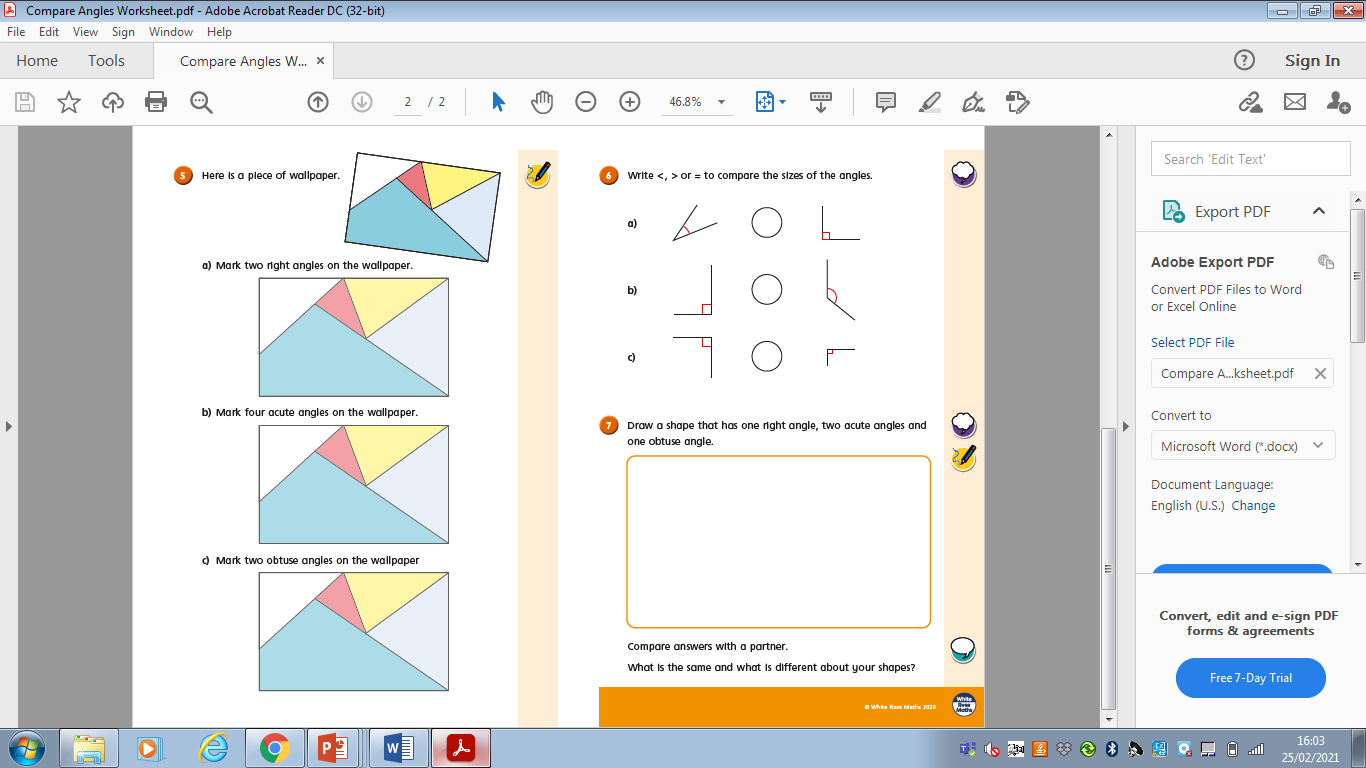 Compare Angles Worksheet.pdf - Adobe Acrobat Reader DC (32-bit)
File Edit View Sign Window Help
Home Tools Compare Angles W... × ? Sign In
2 / 2 46.8%
5 Here is a piece of wallpaper.
a) Mark two right angles on the wallpaper.
b) Mark four acute angles on the wallpaper.
c) Mark two obtuse angles on the wallpaper
6 Write <, > or = to compare the sizes of the angles.
a)
b)
c)
7 Draw a shape that has one right angle, two acute angles and
one obtuse angle.
Compare answers with a partner.
What is the same and what is different about your shapes?
© White Rose Maths 2020
White
Rose
Maths
Search 'Edit Text'
Export PDF
Adobe Export PDF
Convert PDF Files to Word
or Excel Online
Select PDF File
Compare A...ksheet.pdf
Convert to
Microsoft Word (*.docx)
Document Language:
English (U.S.) Change
Convert, edit and e-sign PDF
forms & agreements
Free 7-Day Trial
16:03
25/02/2021